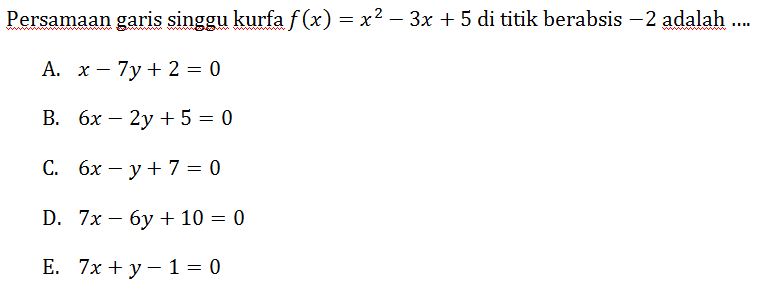 Persamaan garis singgu kurfa f(x) = x² − 3x + 5 di titik berabsis −2 adalah ....
A. x − 7y + 2 = 0
B. 6x − 2y + 5 = 0
C. 6x − y + 7 = 0
D. 7x − 6y + 10 = 0
E. 7x + y − 1 = 0